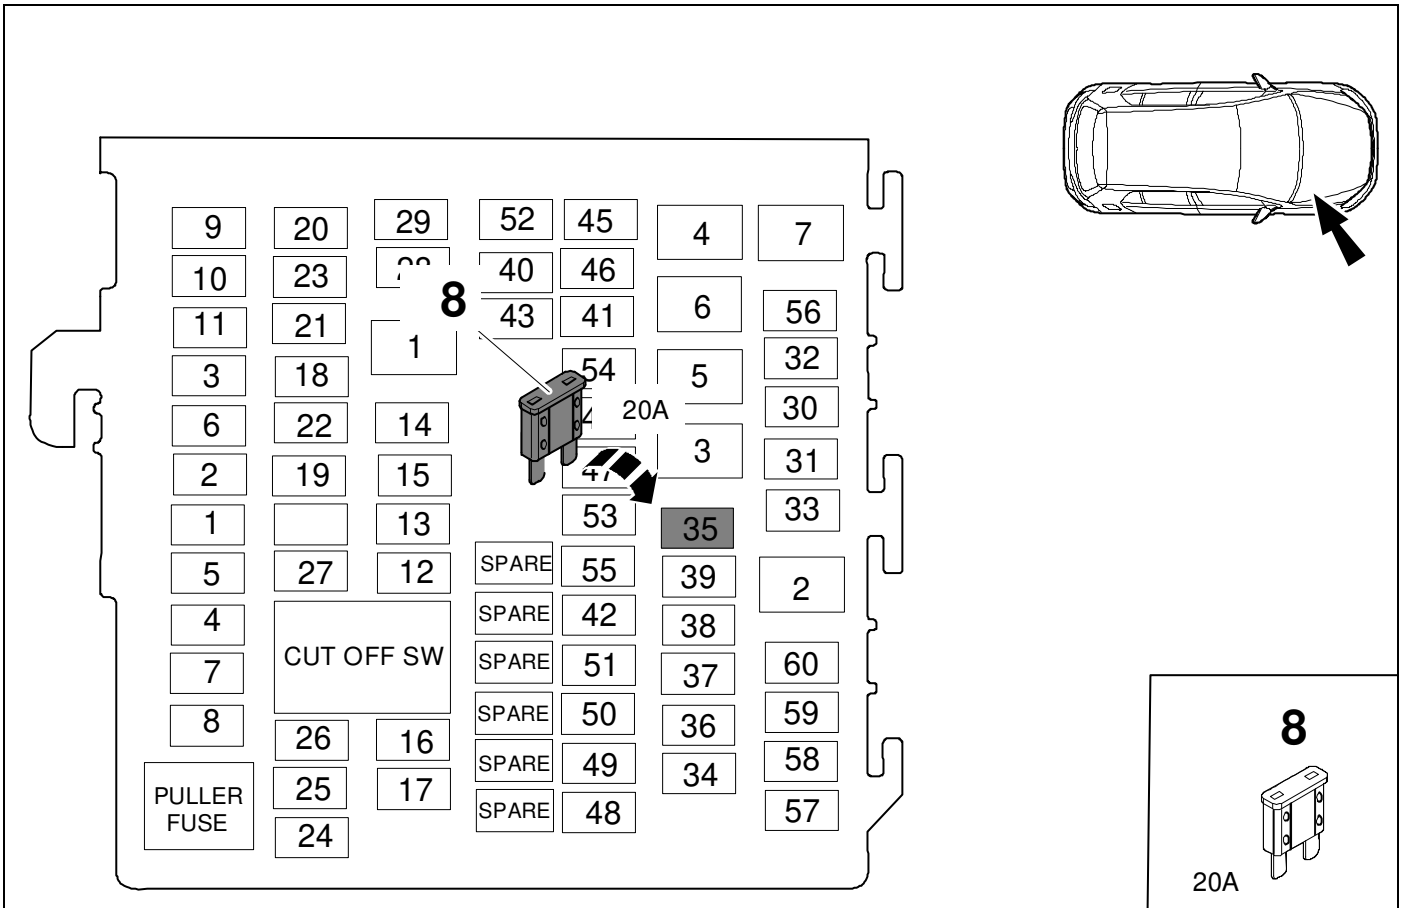 9 20 29 52 45 4 7
10 23 28 40 46
8
11 21 43 41 6 56
1
3 18 54 5 32
6 22 14 20A 30
2 19 15 47 3 31
1 13 53 35 33
5 27 12 SPARE 55 39 2
4 SPARE 42 38
CUT OFF SW
7 SPARE 51 37 60
8 SPARE 50 36 59
26 16 SPARE 49 34 58
PULLER
FUSE
25 17 SPARE 48 57
24
8
20A